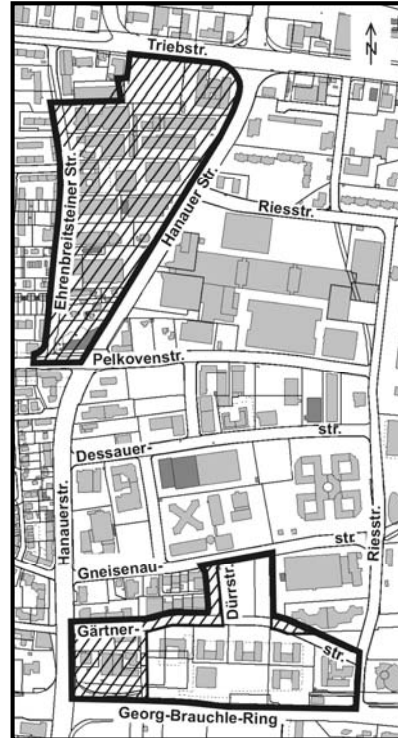 Triebstr.
N
Ehrenbreitsteiner Str.
Hanauer Str.
Riesstr.
Pelkovenstr.
Dessauer- str.
Hanauerstr.
Riesstr.
Gneisenau- str.
Dürrstr.
Gärtner- str.
Georg-Brauchle-Ring